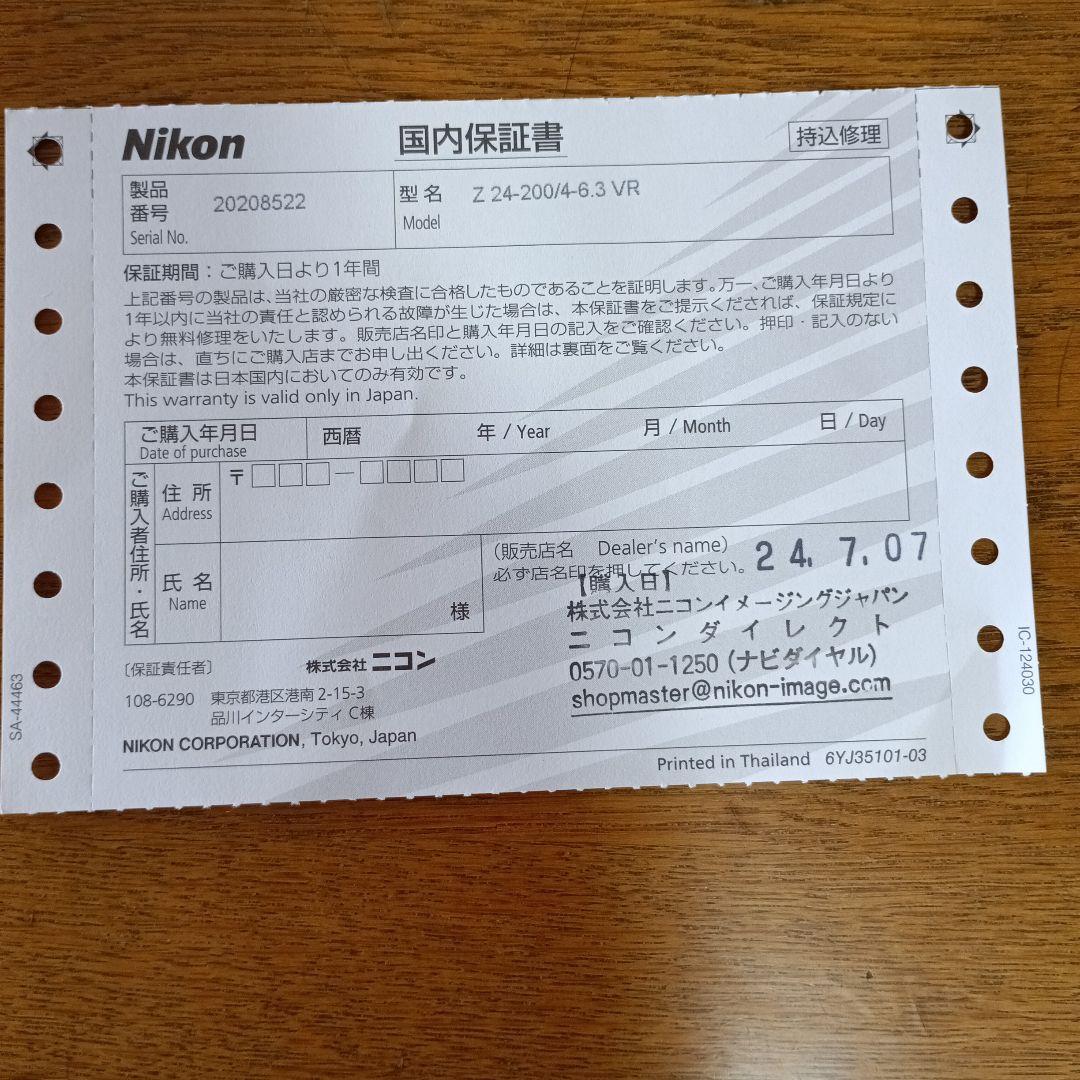 Nikon
国内保証書
持込修理
製品
番号
Serial No.
20208522
型名
Model
Z 24-200/4-6.3 VR
保証期間：ご購入日より1年間
上記番号の製品は、当社の厳密な検査に合格したものであることを証明します。万一、ご購入年月日より
1年以内に当社の責任と認められる故障が生じた場合は、本保証書をご提示くだされば、保証規定に
より無料修理をいたします。販売店名印と購入年月日の記入をご確認ください。押印・記入のない
場合は、直ちにご購入店までお申し出ください。詳細は裏面をご覧ください。
本保証書は日本国内においてのみ有効です。
This warranty is valid only in Japan.
ご購入年月日
Date of purchase
西暦 年 / Year 月 / Month 日 / Day
ご購入者住所・氏名
住所
Address
〒
氏名
Name
様
（販売店名 Dealer's name）
必ず店名印を押してください。
24. 7. 07
【購入日】
株式会社ニコンイメージングジャパン
ニコンダイレクト
0570-01-1250 (ナビダイヤル)
shopmaster@nikon-image.com
〔保証責任者〕
株式会社 ニコン
108-6290 東京都港区港南 2-15-3
品川インターシティ C棟
NIKON CORPORATION, Tokyo, Japan
Printed in Thailand 6YJ35101-03
SA-44463
IC-124030